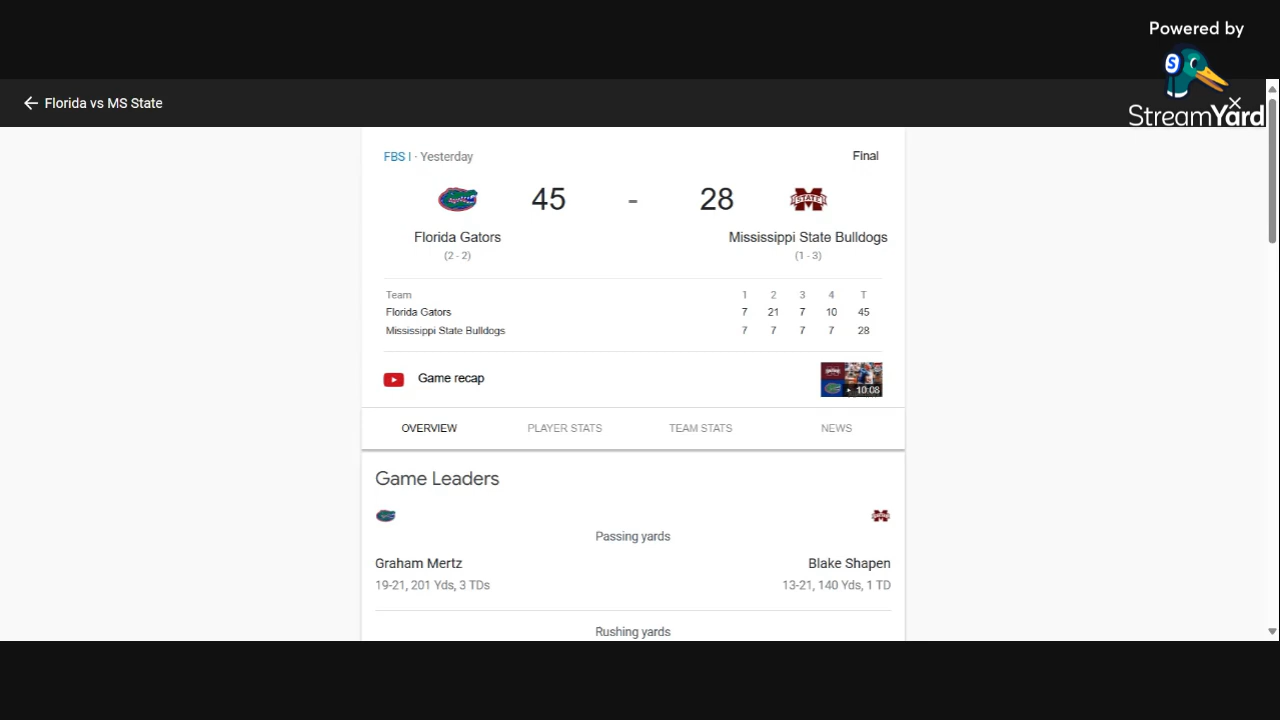 Powered by
StreamYard
Florida vs MS State
FBS I · Yesterday
Final
45 - 28
Florida Gators
Mississippi State Bulldogs
(2 - 2)
(1 - 3)
Team 1 2 3 4 T
Florida Gators 7 21 7 10 45
Mississippi State Bulldogs 7 7 7 7 28
Game recap
10:08
OVERVIEW PLAYER STATS TEAM STATS NEWS
Game Leaders
Passing yards
Graham Mertz Blake Shapen
19-21, 201 Yds, 3 TDs 13-21, 140 Yds, 1 TD
Rushing yards